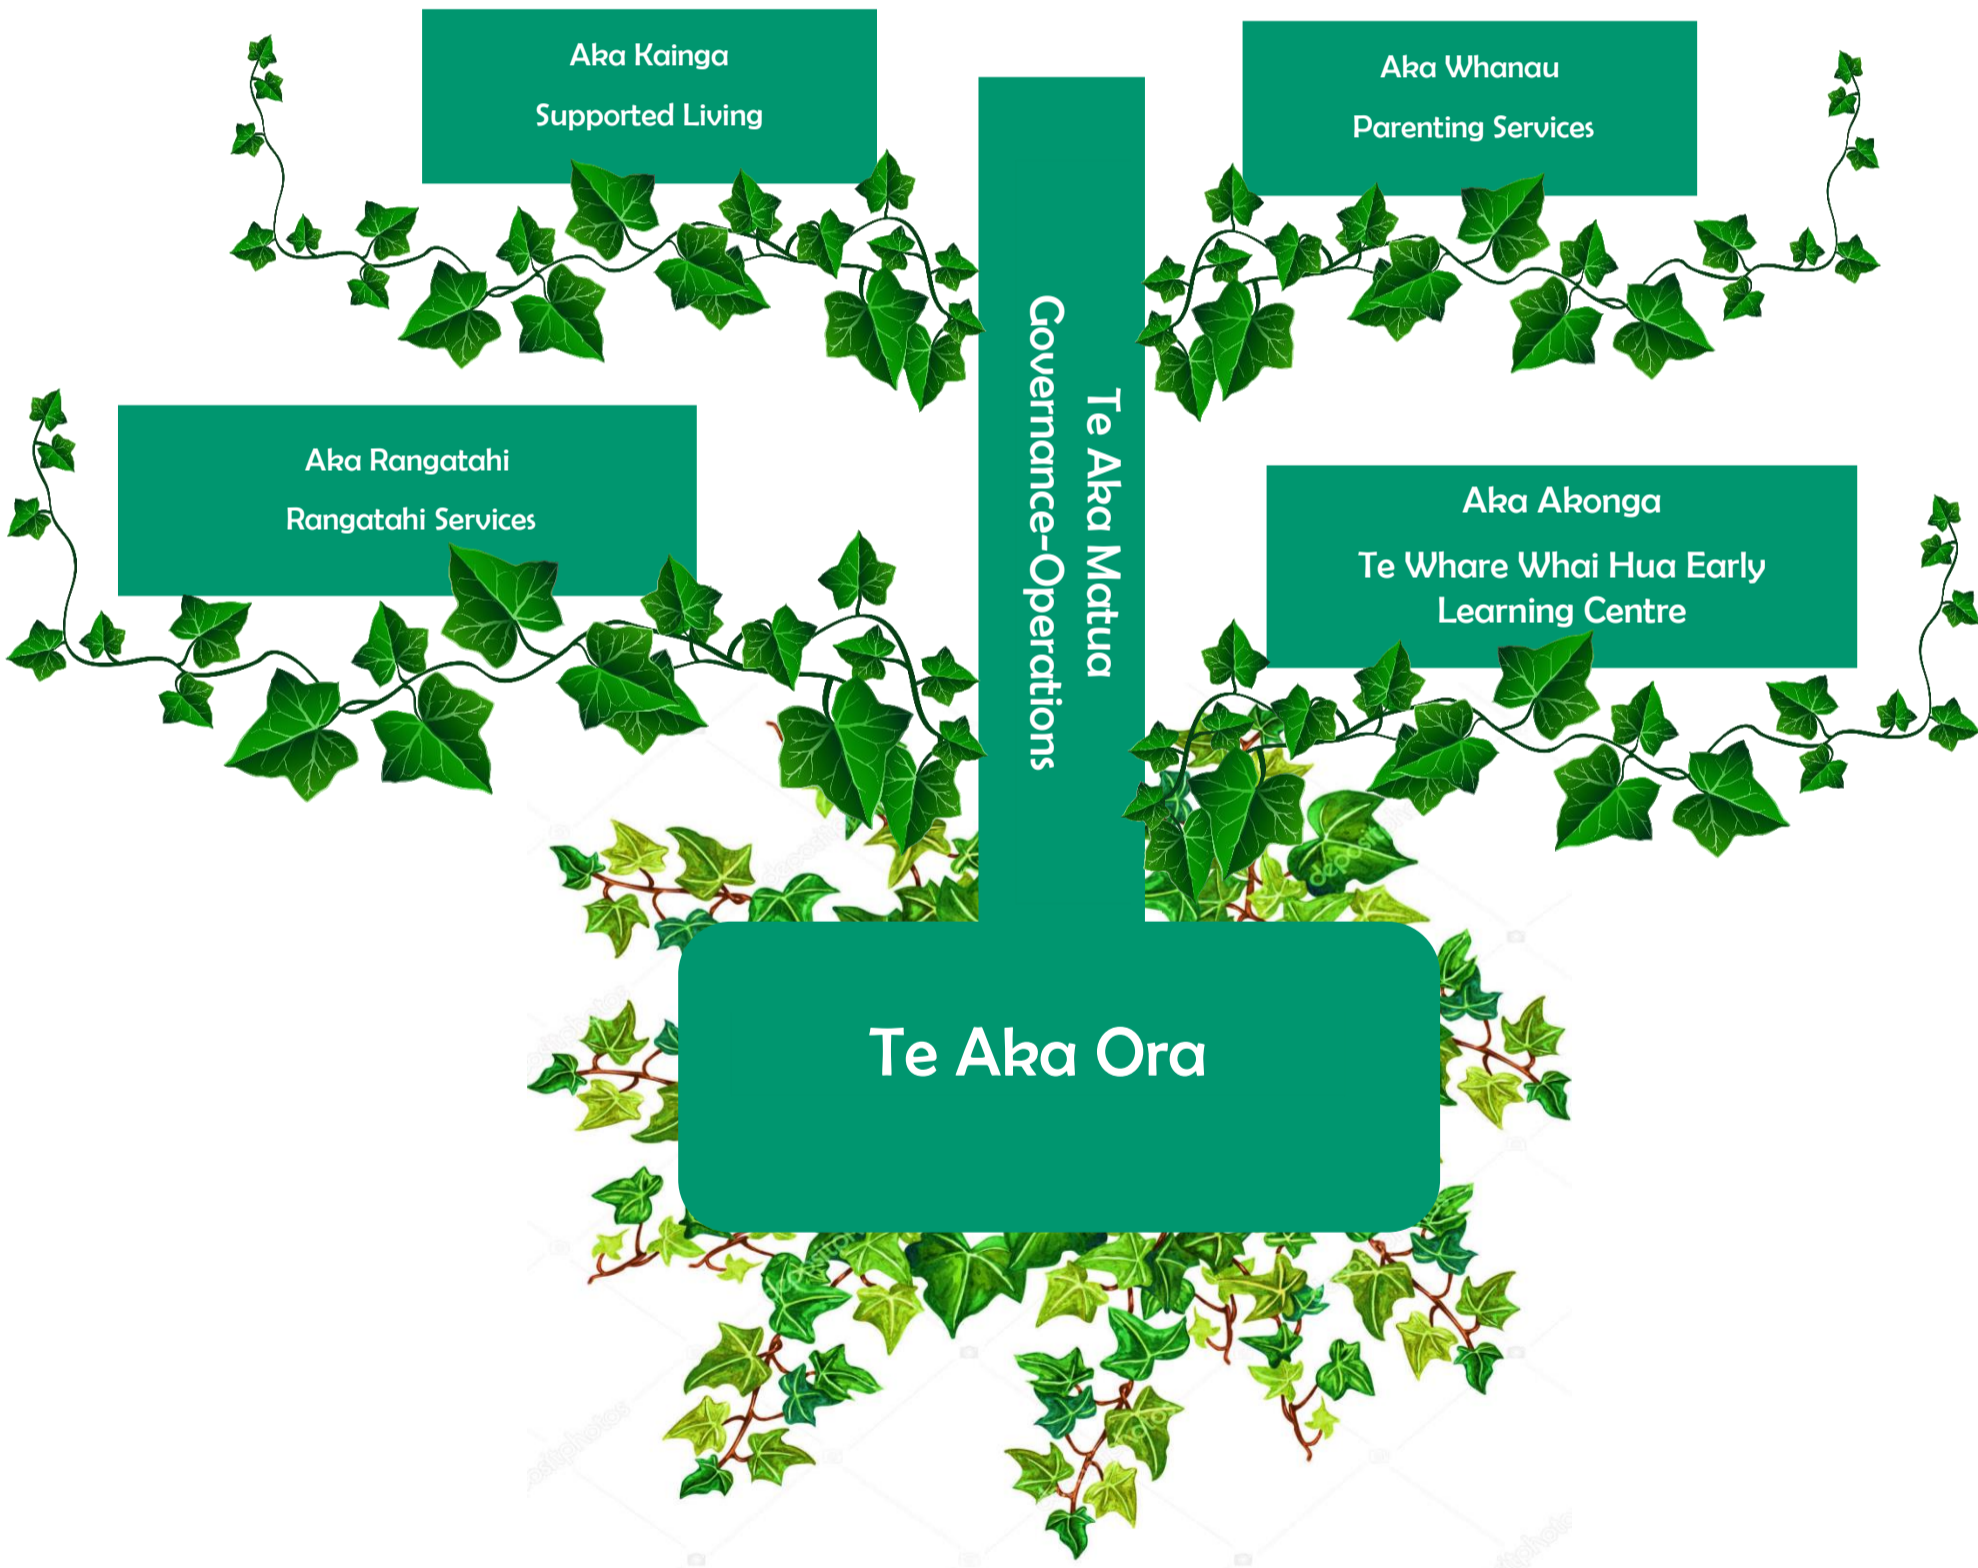 Aka Kainga
Supported Living
Aka Whanau
Parenting Services
Te Aka Matua
Governance-Operations
Aka Rangatahi
Rangatahi Services
Aka Akonga
Te Whare Whai Hua Early
Learning Centre
Te Aka Ora
depositphotos